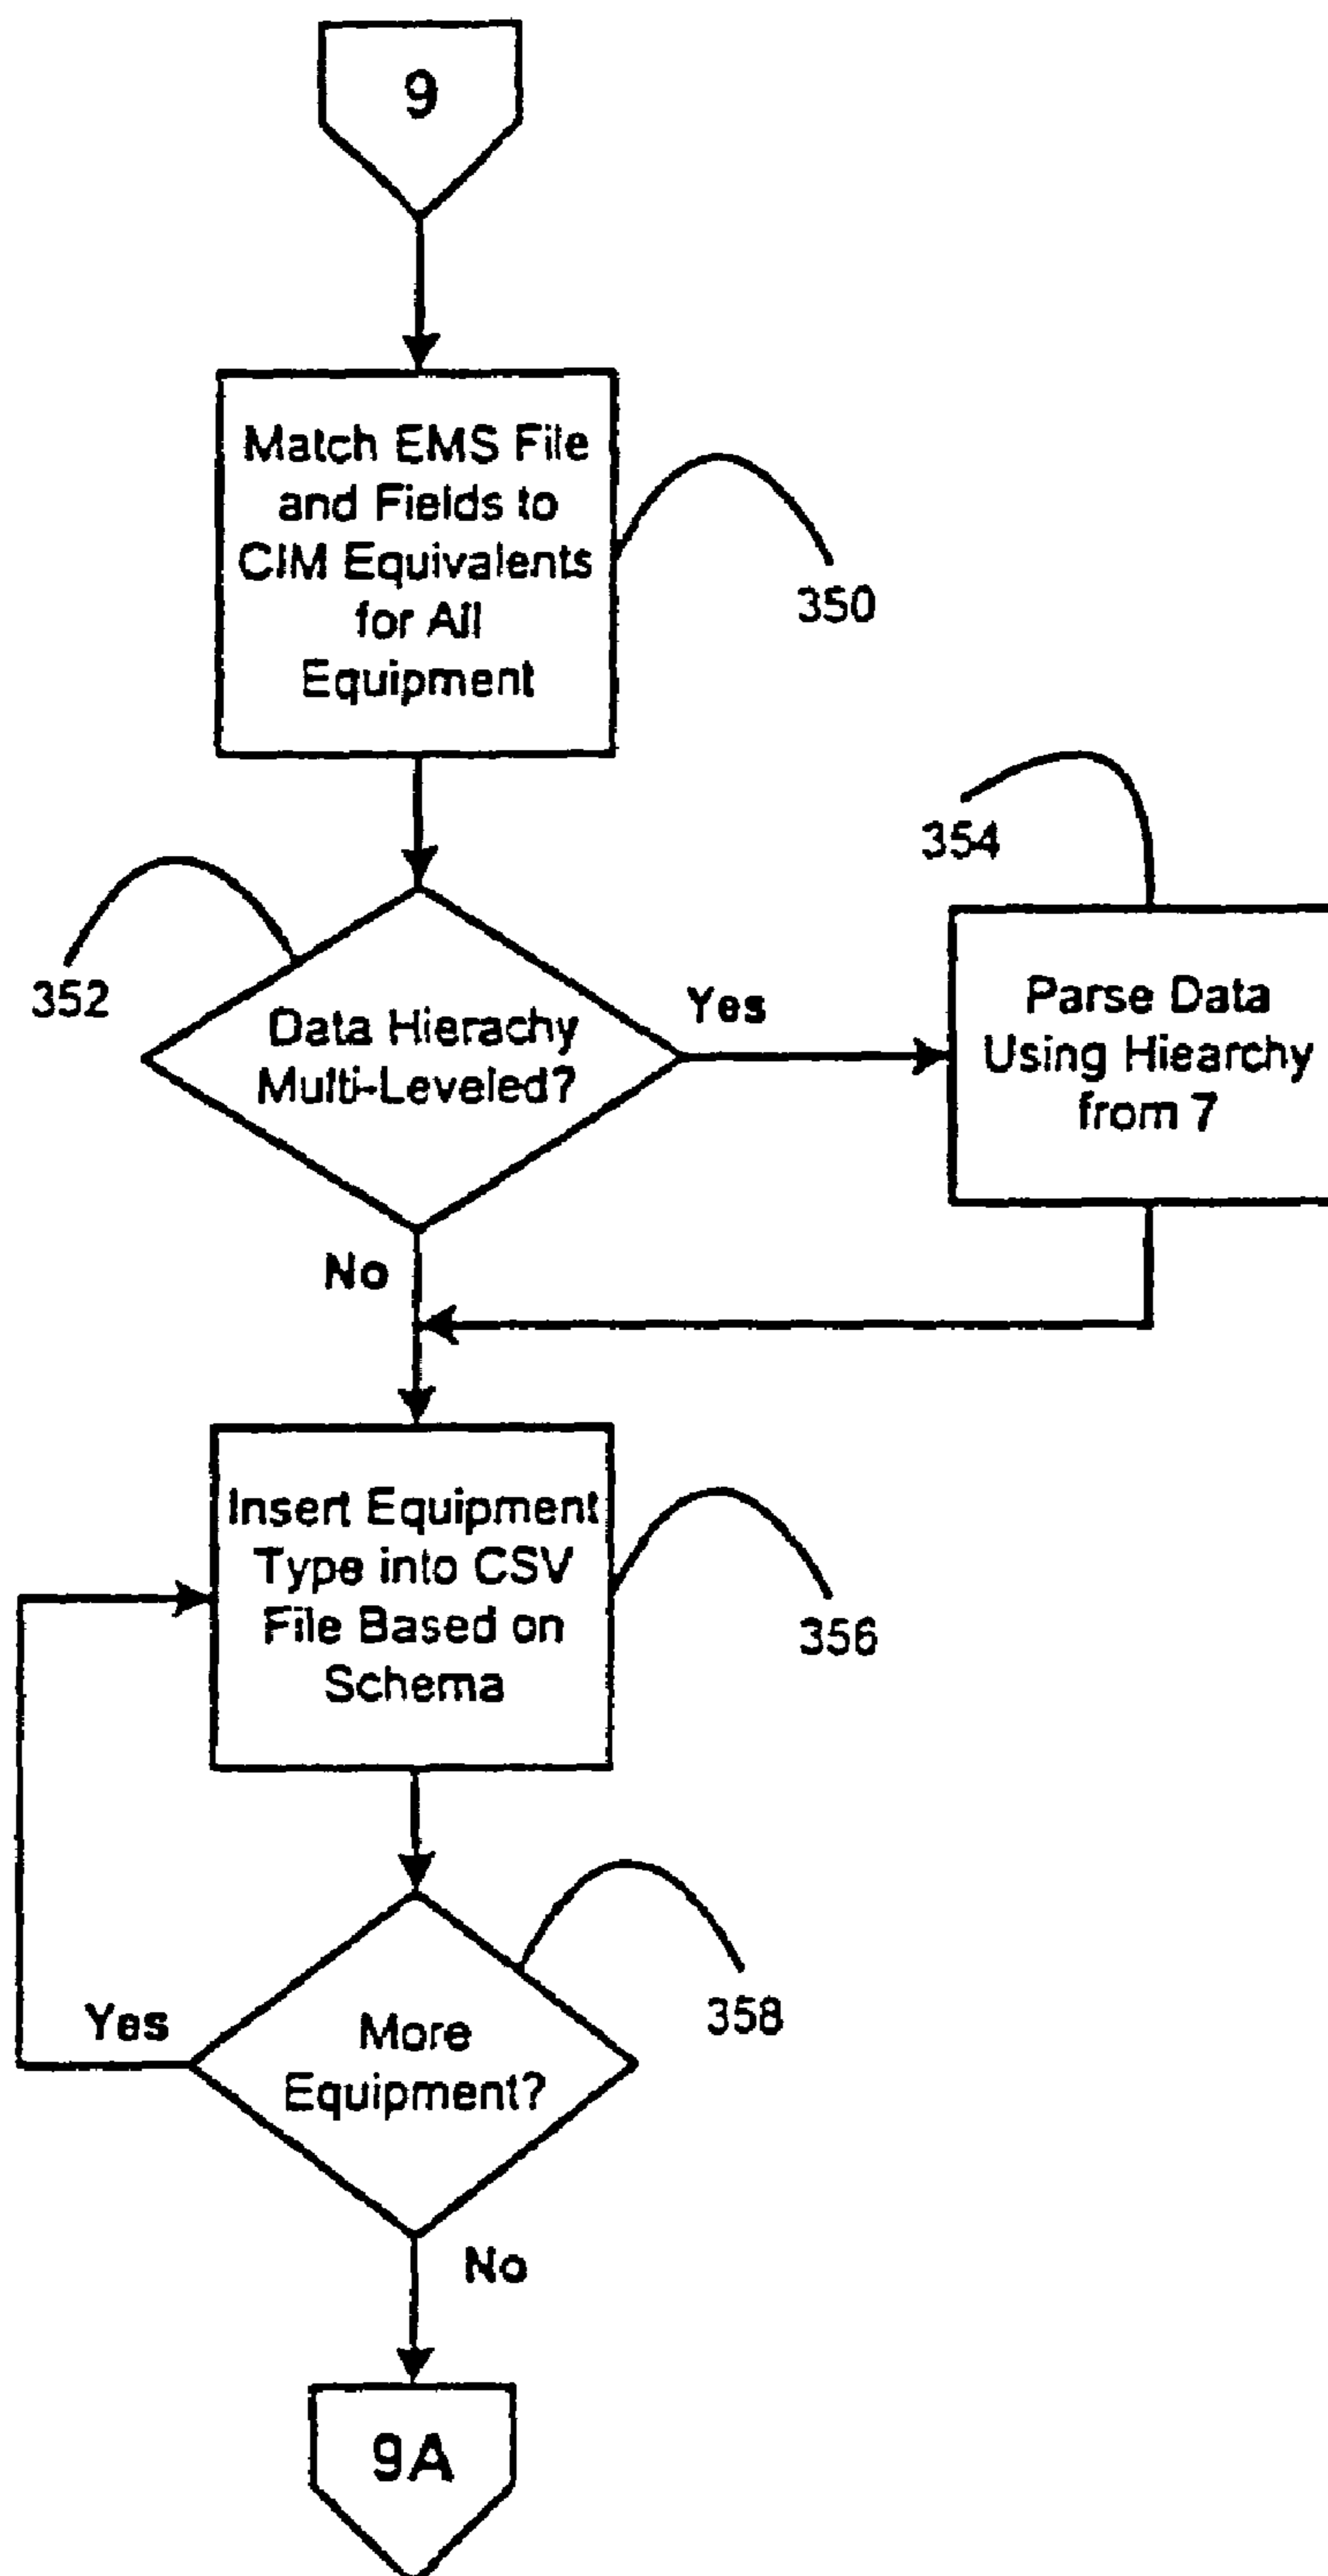 9
Match EMS File
and Fields to
CIM Equivalents
for All
Equipment
350
354
352
Data Hierachy
Multi-Leveled?
Yes
Parse Data
Using Hiearchy
from 7
No
Insert Equipment
Type into CSV
File Based on
Schema
356
358
Yes
More
Equipment?
No
9A